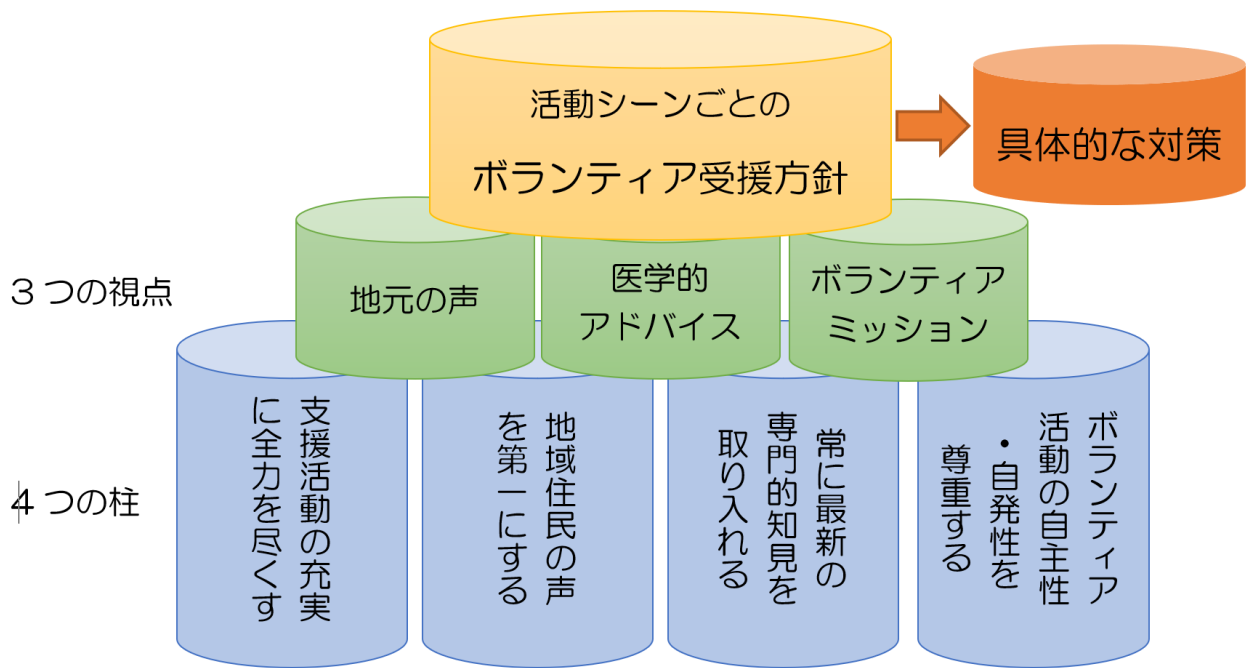 活動シーンごとの
ボランティア受援方針
具体的な対策
3つの視点
地元の声
医学的
アドバイス
ボランティア
ミッション
4つの柱
支援活動の充実
に全力を尽くす
地域住民の声
を第一にする
常に最新の
専門的知見を
取り入れる
ボランティア
活動の自主性
・自発性を
尊重する